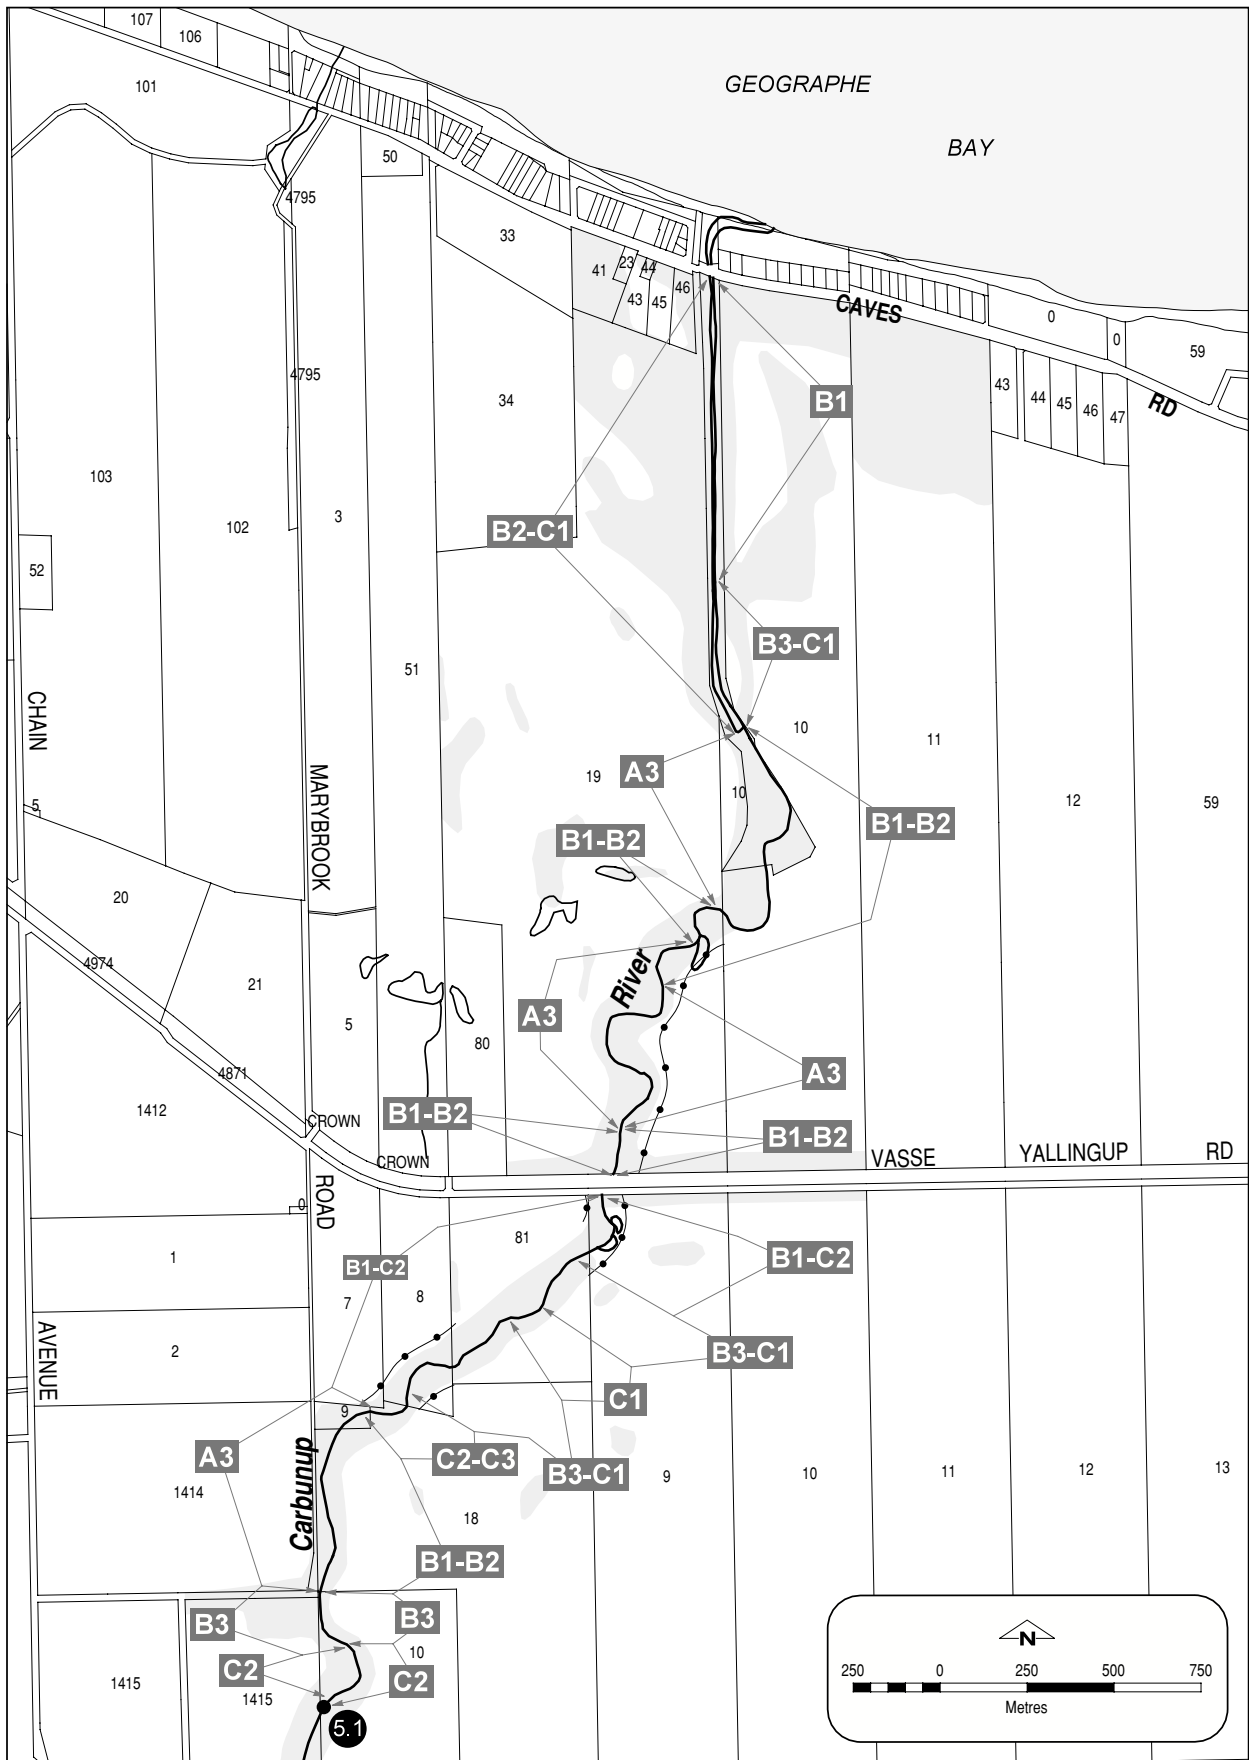 107
106
101
GEOGRAPHE
BAY
50
4795
33
41
23
44
43
45
46
CAVES
0
0
59
RD
4795
34
43
44
45
46
47
B1
103
102
3
B2-C1
52
B3-C1
51
CHAIN
10
11
19
A3
10
12
59
MARYBROOK
5
B1-B2
B1-B2
20
4974
21
River
A3
5
80
4871
A3
1412
CROWN
B1-B2
B1-B2
CROWN
VASSE
YALLINGUP
RD
ROAD
0
81
1
B1-C2
B1-C2
7
8
AVENUE
2
B3-C1
C1
9
A3
Carbunup
C2-C3
B3-C1
9
10
11
12
13
1414
18
B1-B2
B3
B3
10
C2
C2
1415
1415
5.1
N
250
0
250
500
750
Metres